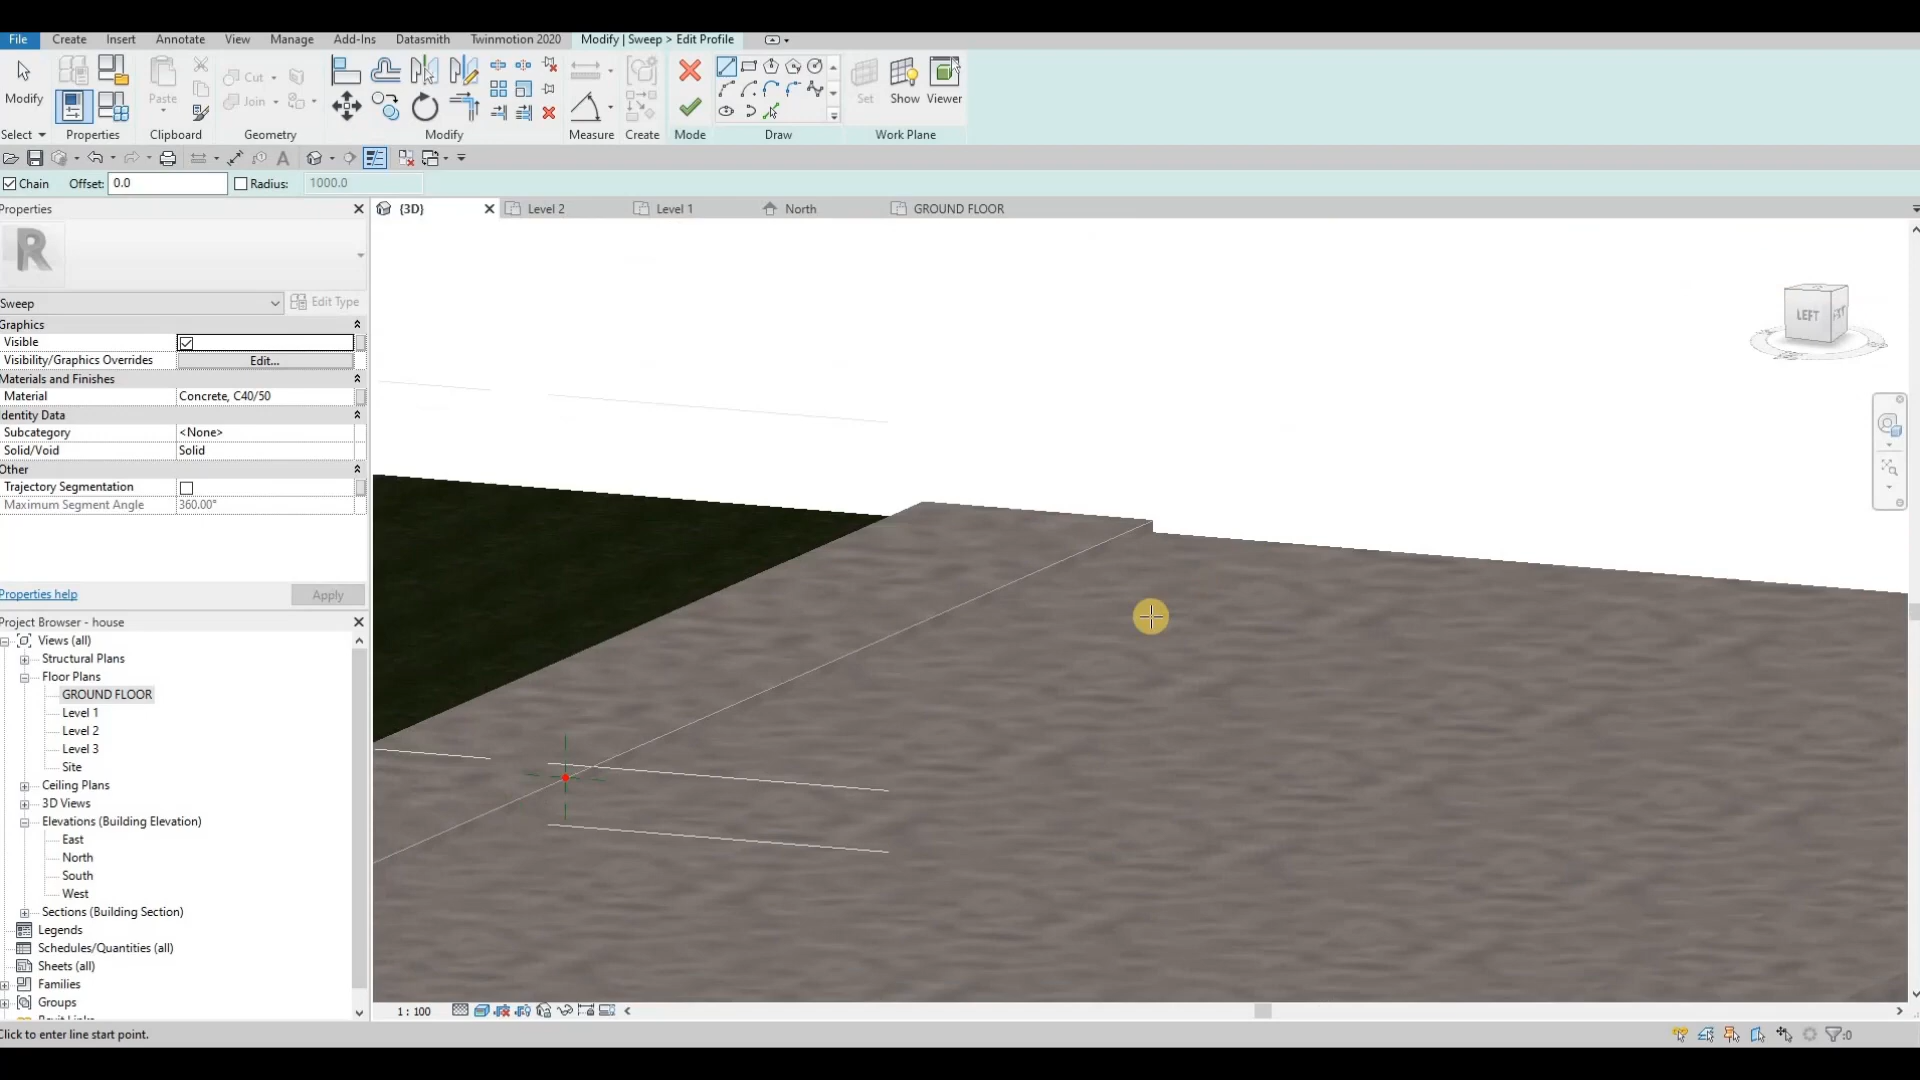 File Create Insert Annotate View Manage Add-Ins Datasmith Twinmotion 2020 Modify | Sweep > Edit Profile
Modify Paste Cut Join Set Show Viewer
Select Properties Clipboard Geometry Modify Measure Create Mode Draw Work Plane
Chain Offset: 0.0 Radius: 1000.0
Properties
{3D} Level 2 Level 1 North GROUND FLOOR
R
Sweep Edit Type
Graphics
Visible
Visibility/Graphics Overrides Edit...
Materials and Finishes
Material Concrete, C40/50
dentity Data
Subcategory <None>
Solid/Void Solid
Other
Trajectory Segmentation
Maximum Segment Angle 360.00°
Properties help Apply
Project Browser - house
Views (all)
Structural Plans
Floor Plans
GROUND FLOOR
Level 1
Level 2
Level 3
Site
Ceiling Plans
3D Views
Elevations (Building Elevation)
East
North
South
West
Sections (Building Section)
Legends
Schedules/Quantities (all)
Sheets (all)
Families
Groups
LEFT
1 : 100
Click to enter line start point.
:0